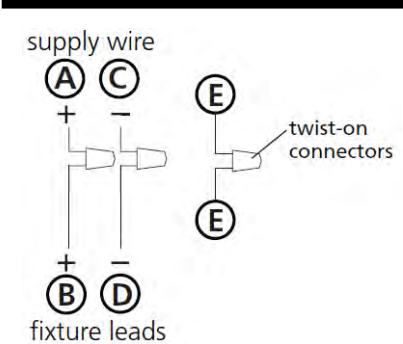 supply wire
A C
+ −
E
twist-on
connectors
E
+ −
B D
fixture leads